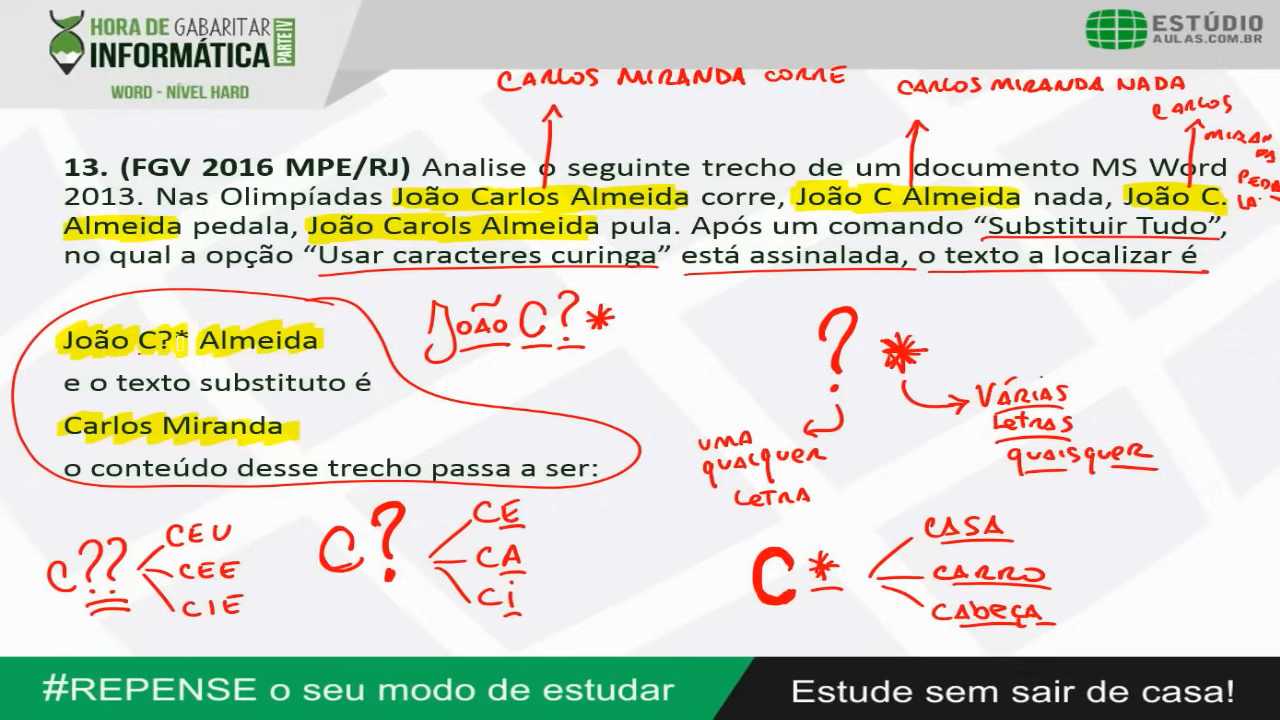 HORA DE GABARITAR
INFORMÁTICA
PARTE IV
WORD - NÍVEL HARD
ESTÚDIO
AULAS.COM.BR
CARLOS MIRANDA CORRE
CARLOS MIRANDA NADA
CARLOS
MIRAN
DA
PEDA
LA.
13. (FGV 2016 MPE/RJ) Analise o seguinte trecho de um documento MS Word
2013. Nas Olimpíadas João Carlos Almeida corre, João C Almeida nada, João C.
Almeida pedala, João Carols Almeida pula. Após um comando “Substituir Tudo”,
no qual a opção “Usar caracteres curinga” está assinalada, o texto a localizar é
João C?* Almeida
e o texto substituto é
Carlos Miranda
o conteúdo desse trecho passa a ser:
João C?*
? *
UMA
QUALQUER
LETRA
VÁRIAS
LETRAS
QUAISQUER
C??
CEU
CEE
CIE
C?
CE
CA
Ci
C*
CASA
CARRO
CABEÇA
#REPENSE o seu modo de estudar
Estude sem sair de casa!